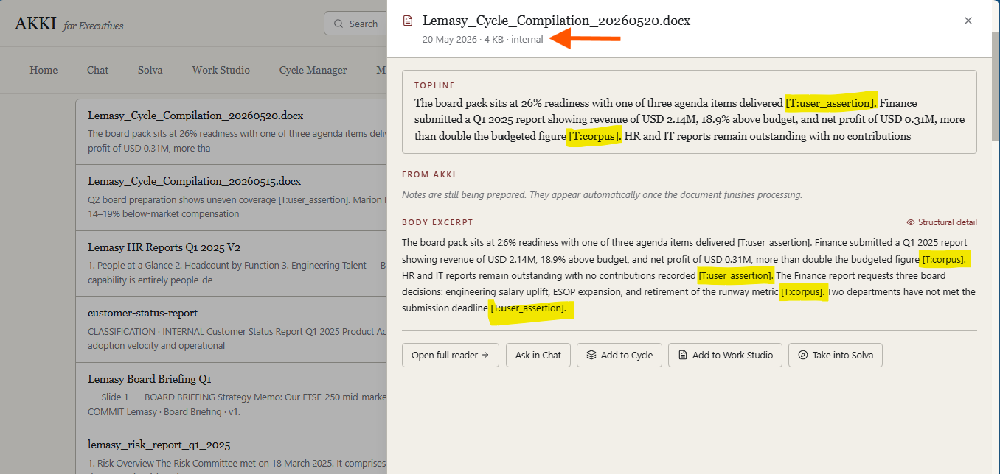 AKKI for Executives
Search
Home Chat Solva Work Studio Cycle Manager M
Lemasy_Cycle_Compilation_20260520.docx
The board pack sits at 26% readiness with one of three agenda items deli
profit of USD 0.31M, more tha
Lemasy_Cycle_Compilation_20260515.docx
Q2 board preparation shows uneven coverage [T:user_assertion]. Marion
14–19% below-market compensation
Lemasy HR Reports Q1 2025 V2
1. People at a Glance 2. Headcount by Function 3. Engineering Talent — B
capability is entirely people-de
customer-status-report
CLASSIFICATION · INTERNAL Customer Status Report Q1 2025 Product Ac
adoption velocity and operational
Lemasy Board Briefing Q1
--- Slide 1 --- BOARD BRIEFING Strategy Memo: Our FTSE-250 mid-marke
COMMIT Lemasy · Board Briefing · v1.
lemasy_risk_report_q1_2025
1. Risk Overview The Risk Committee met on 18 March 2025. It comprises
Lemasy_Cycle_Compilation_20260520.docx
20 May 2026 · 4 KB · internal
TOPLINE
The board pack sits at 26% readiness with one of three agenda items delivered [T:user_assertion]. Finance
submitted a Q1 2025 report showing revenue of USD 2.14M, 18.9% above budget, and net profit of USD 0.31M, more
than double the budgeted figure [T:corpus]. HR and IT reports remain outstanding with no contributions
FROM AKKI
Notes are still being prepared. They appear automatically once the document finishes processing.
BODY EXCERPT
Structural detail
The board pack sits at 26% readiness with one of three agenda items delivered [T:user_assertion]. Finance submitted a Q1 2025 report
showing revenue of USD 2.14M, 18.9% above budget, and net profit of USD 0.31M, more than double the budgeted figure [T:corpus].
HR and IT reports remain outstanding with no contributions recorded [T:user_assertion]. The Finance report requests three board
decisions: engineering salary uplift, ESOP expansion, and retirement of the runway metric [T:corpus]. Two departments have not met the
submission deadline [T:user_assertion].
Open full reader → Ask in Chat Add to Cycle Add to Work Studio Take into Solva